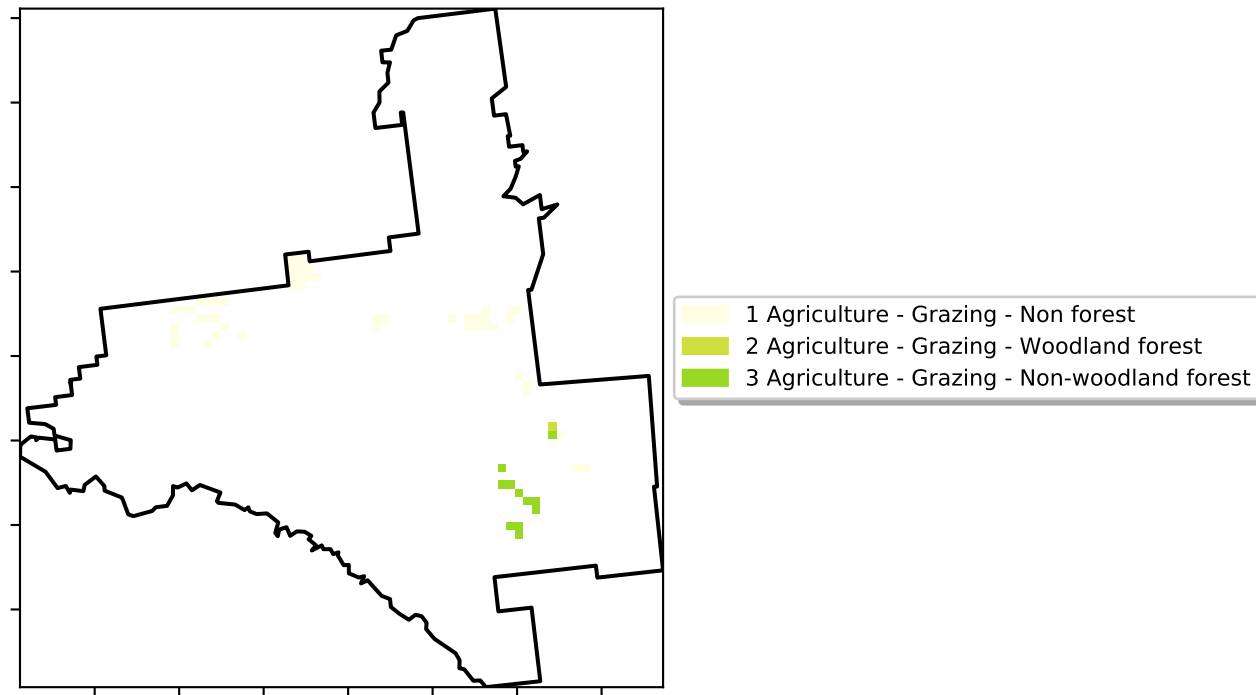 1 Agriculture - Grazing - Non forest
2 Agriculture - Grazing - Woodland forest
3 Agriculture - Grazing - Non-woodland forest